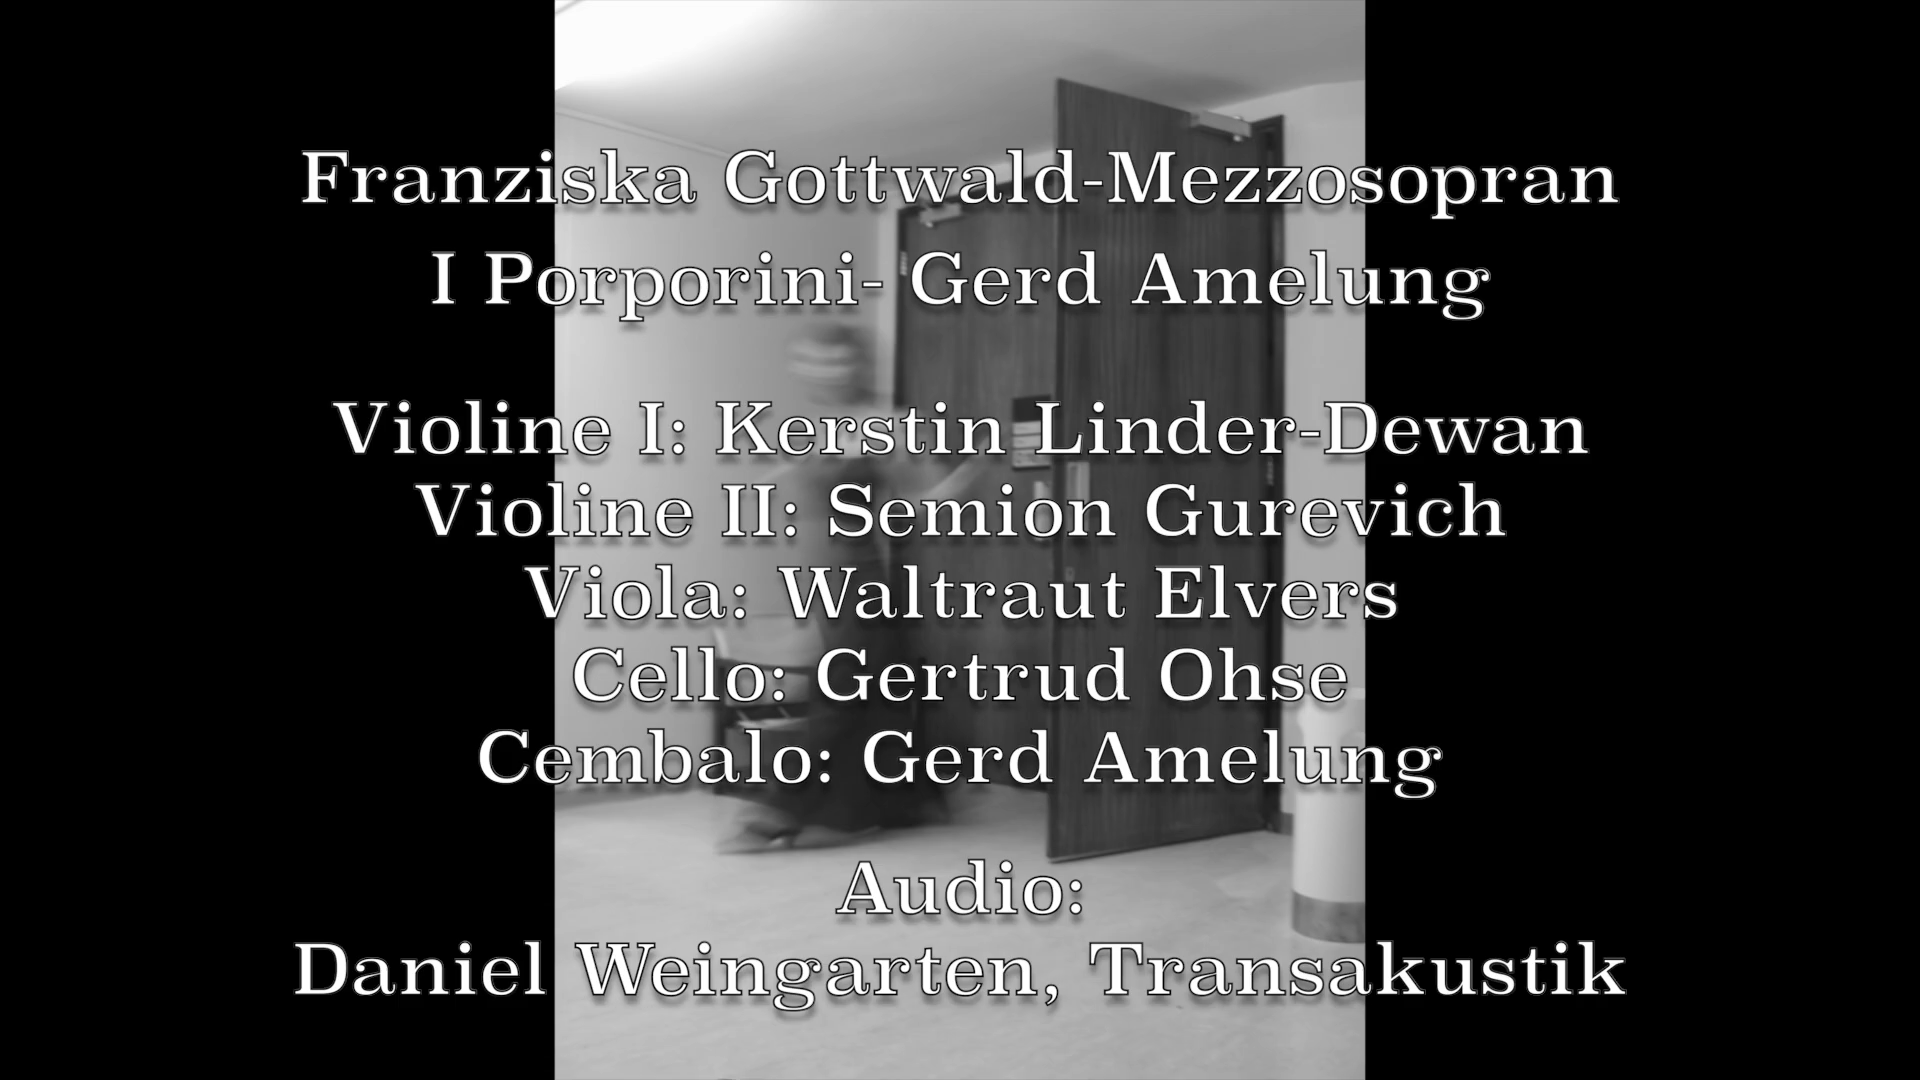 Franziska Gottwald-Mezzosopran
I Porporini- Gerd Amelung
Violine I: Kerstin Linder-Dewan
Violine II: Semion Gurevich
Viola: Waltraut Elvers
Cello: Gertrud Ohse
Cembalo: Gerd Amelung
Audio:
Daniel Weingarten, Transakustik